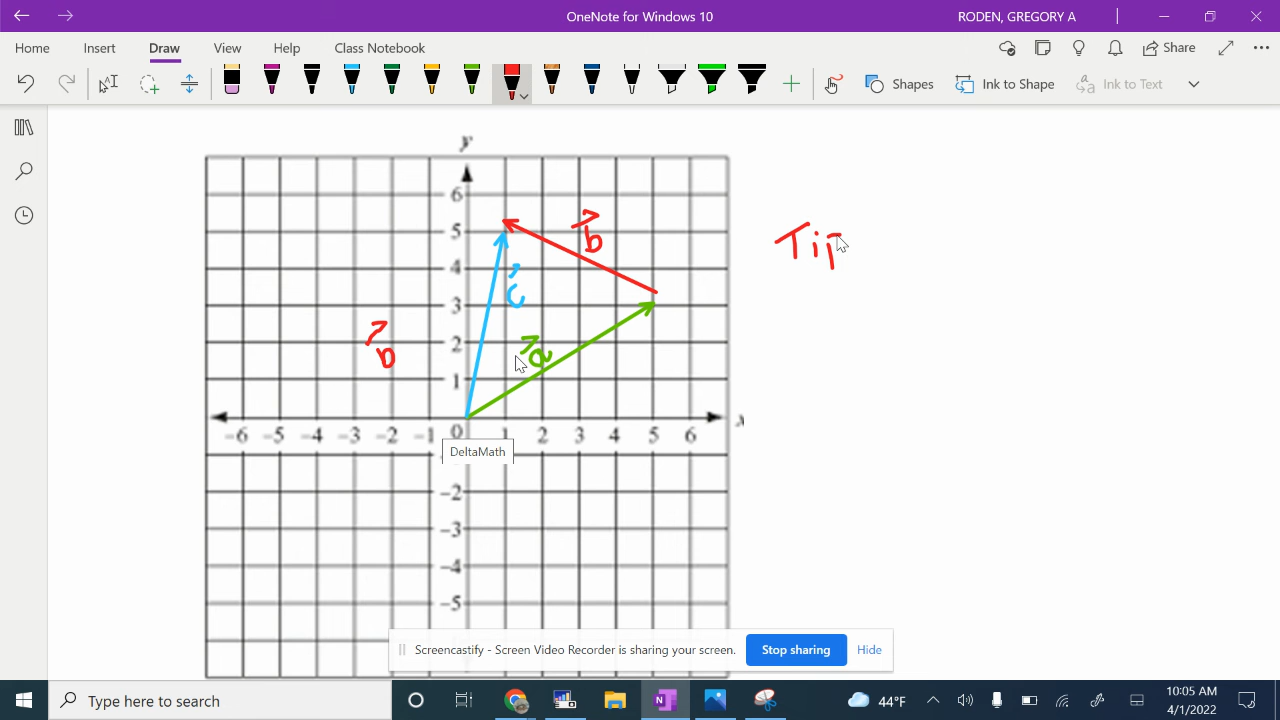 OneNote for Windows 10
RODEN, GREGORY A
Home Insert Draw View Help Class Notebook
Share
Shapes Ink to Shape Ink to Text
y
6
5
4
3
2
1
b
c
a
b
Tip
x
-6 -5 -4 -3 -2 -1 0 1 2 3 4 5 6
DeltaMath
-2
-3
-4
-5
Screencastify - Screen Video Recorder is sharing your screen. Stop sharing Hide
Type here to search
44°F
10:05 AM
4/1/2022